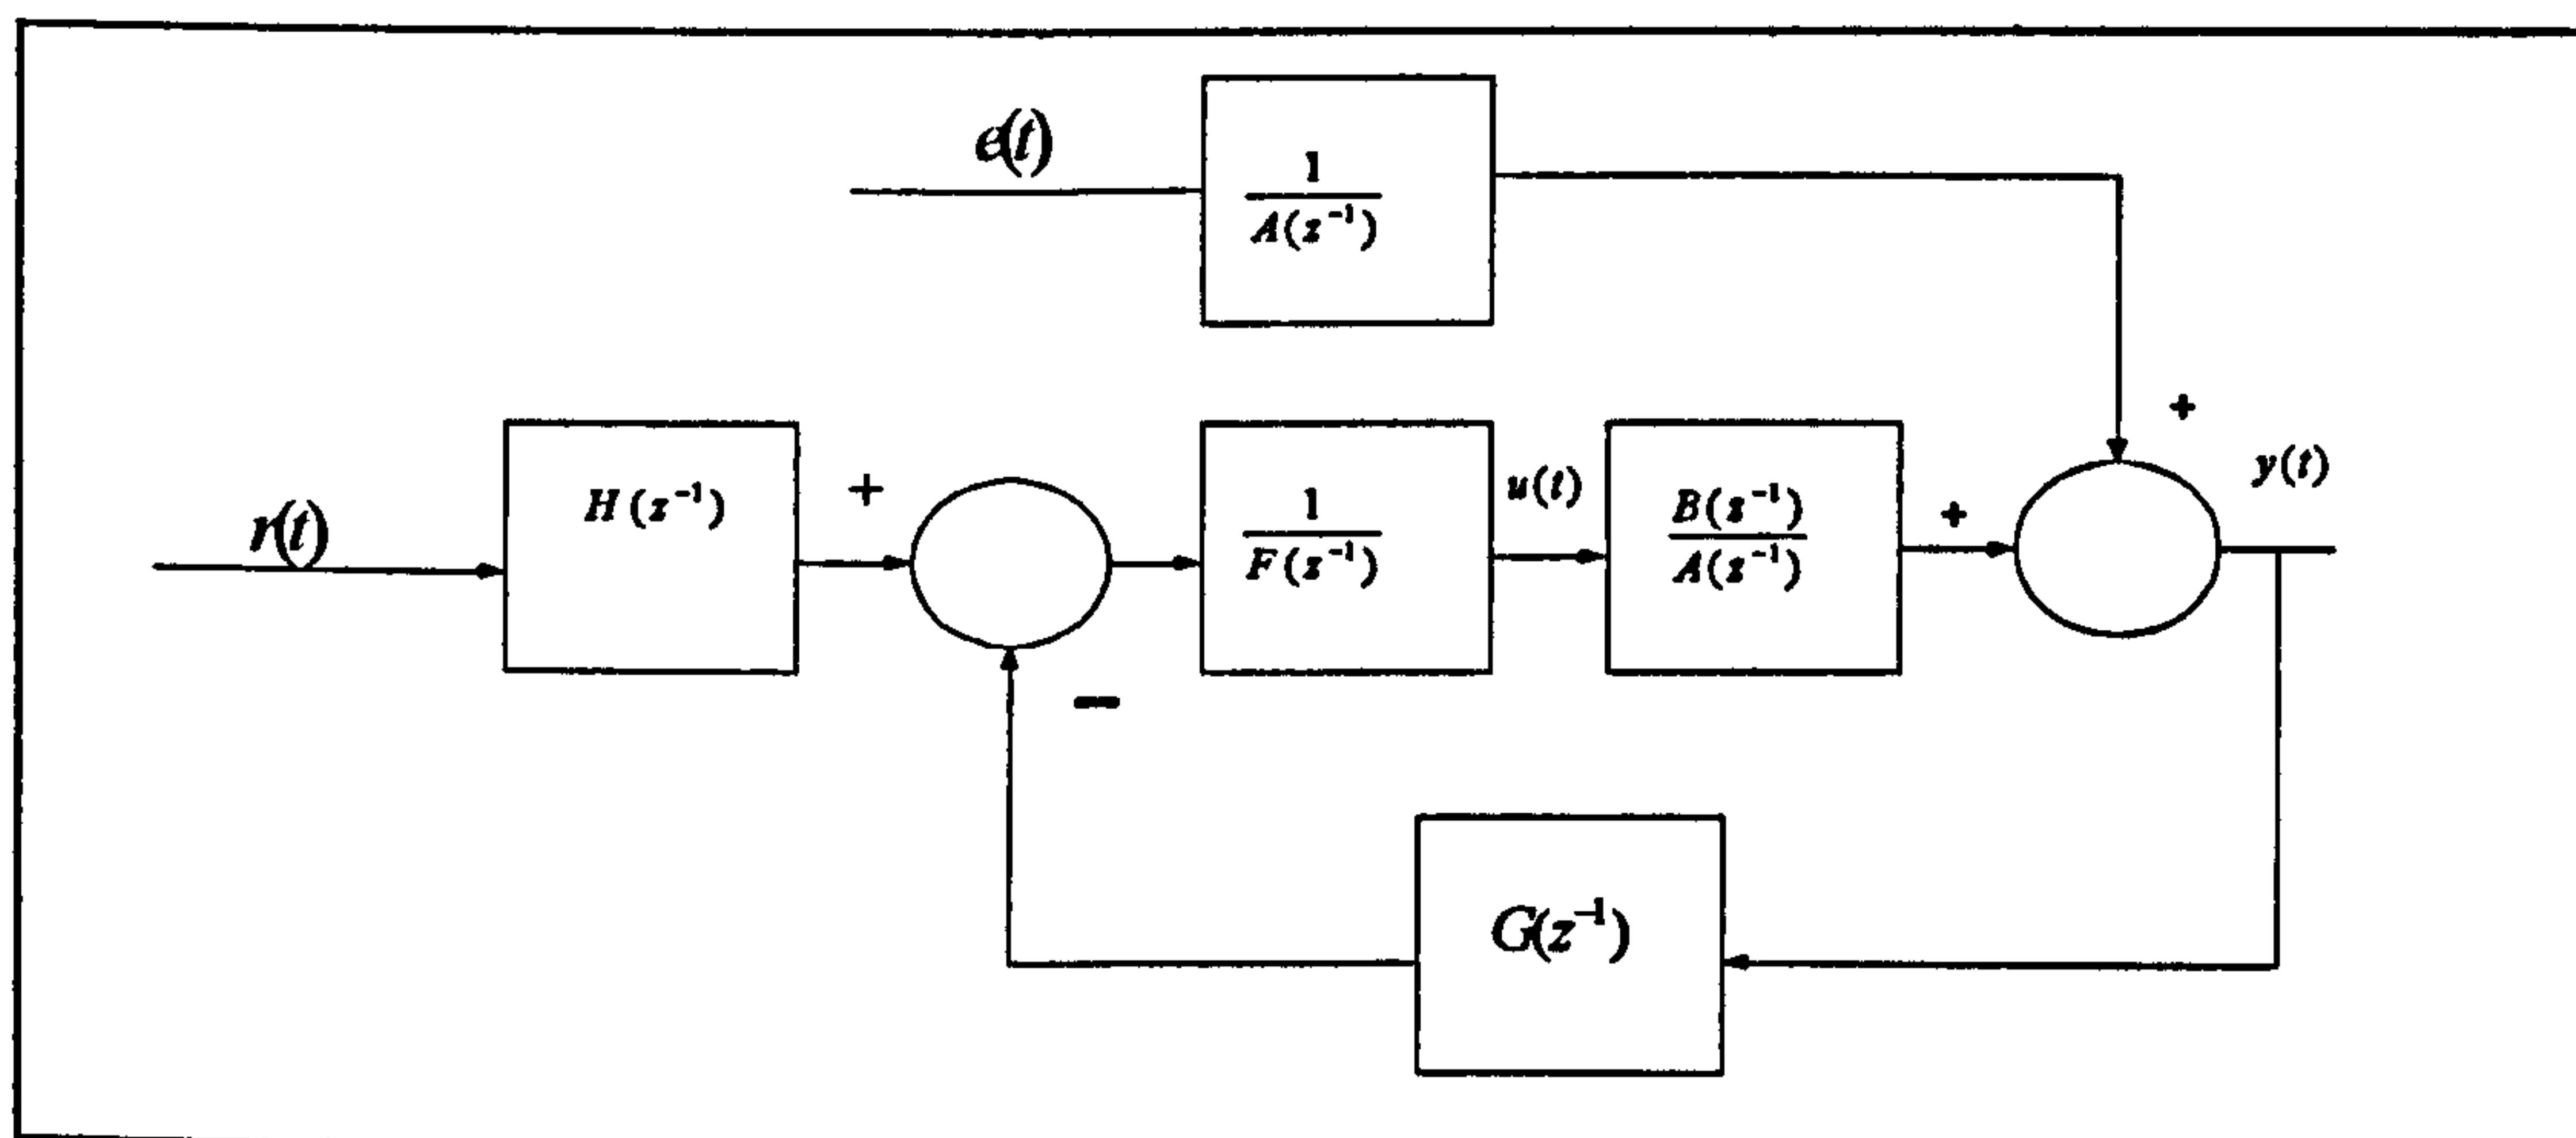 e(t)
1
A(z⁻¹)
+
r(t)
H(z⁻¹)
+
1
F(z⁻¹)
u(t)
B(z⁻¹)
A(z⁻¹)
+
y(t)
−
G(z⁻¹)